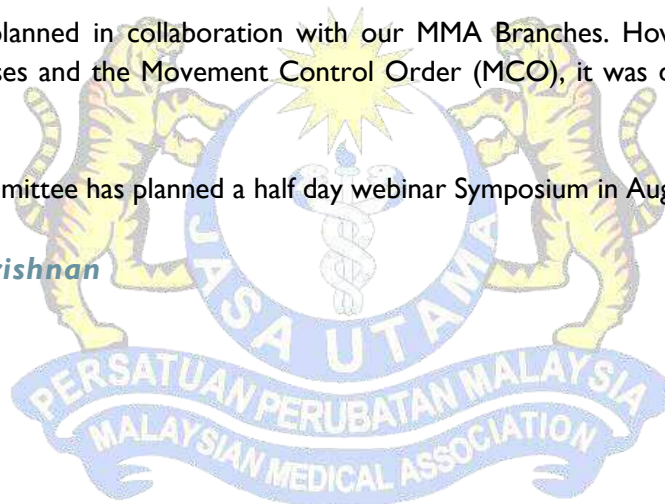 planned in collaboration with our MMA Branches. How
ses and the Movement Control Order (MCO), it was
mittee has planned a half day webinar Symposium in Aug
rishnan
JASA UTAMA
PERSATUAN PERUBATAN MALAYSIA
MALAYSIAN MEDICAL ASSOCIATION